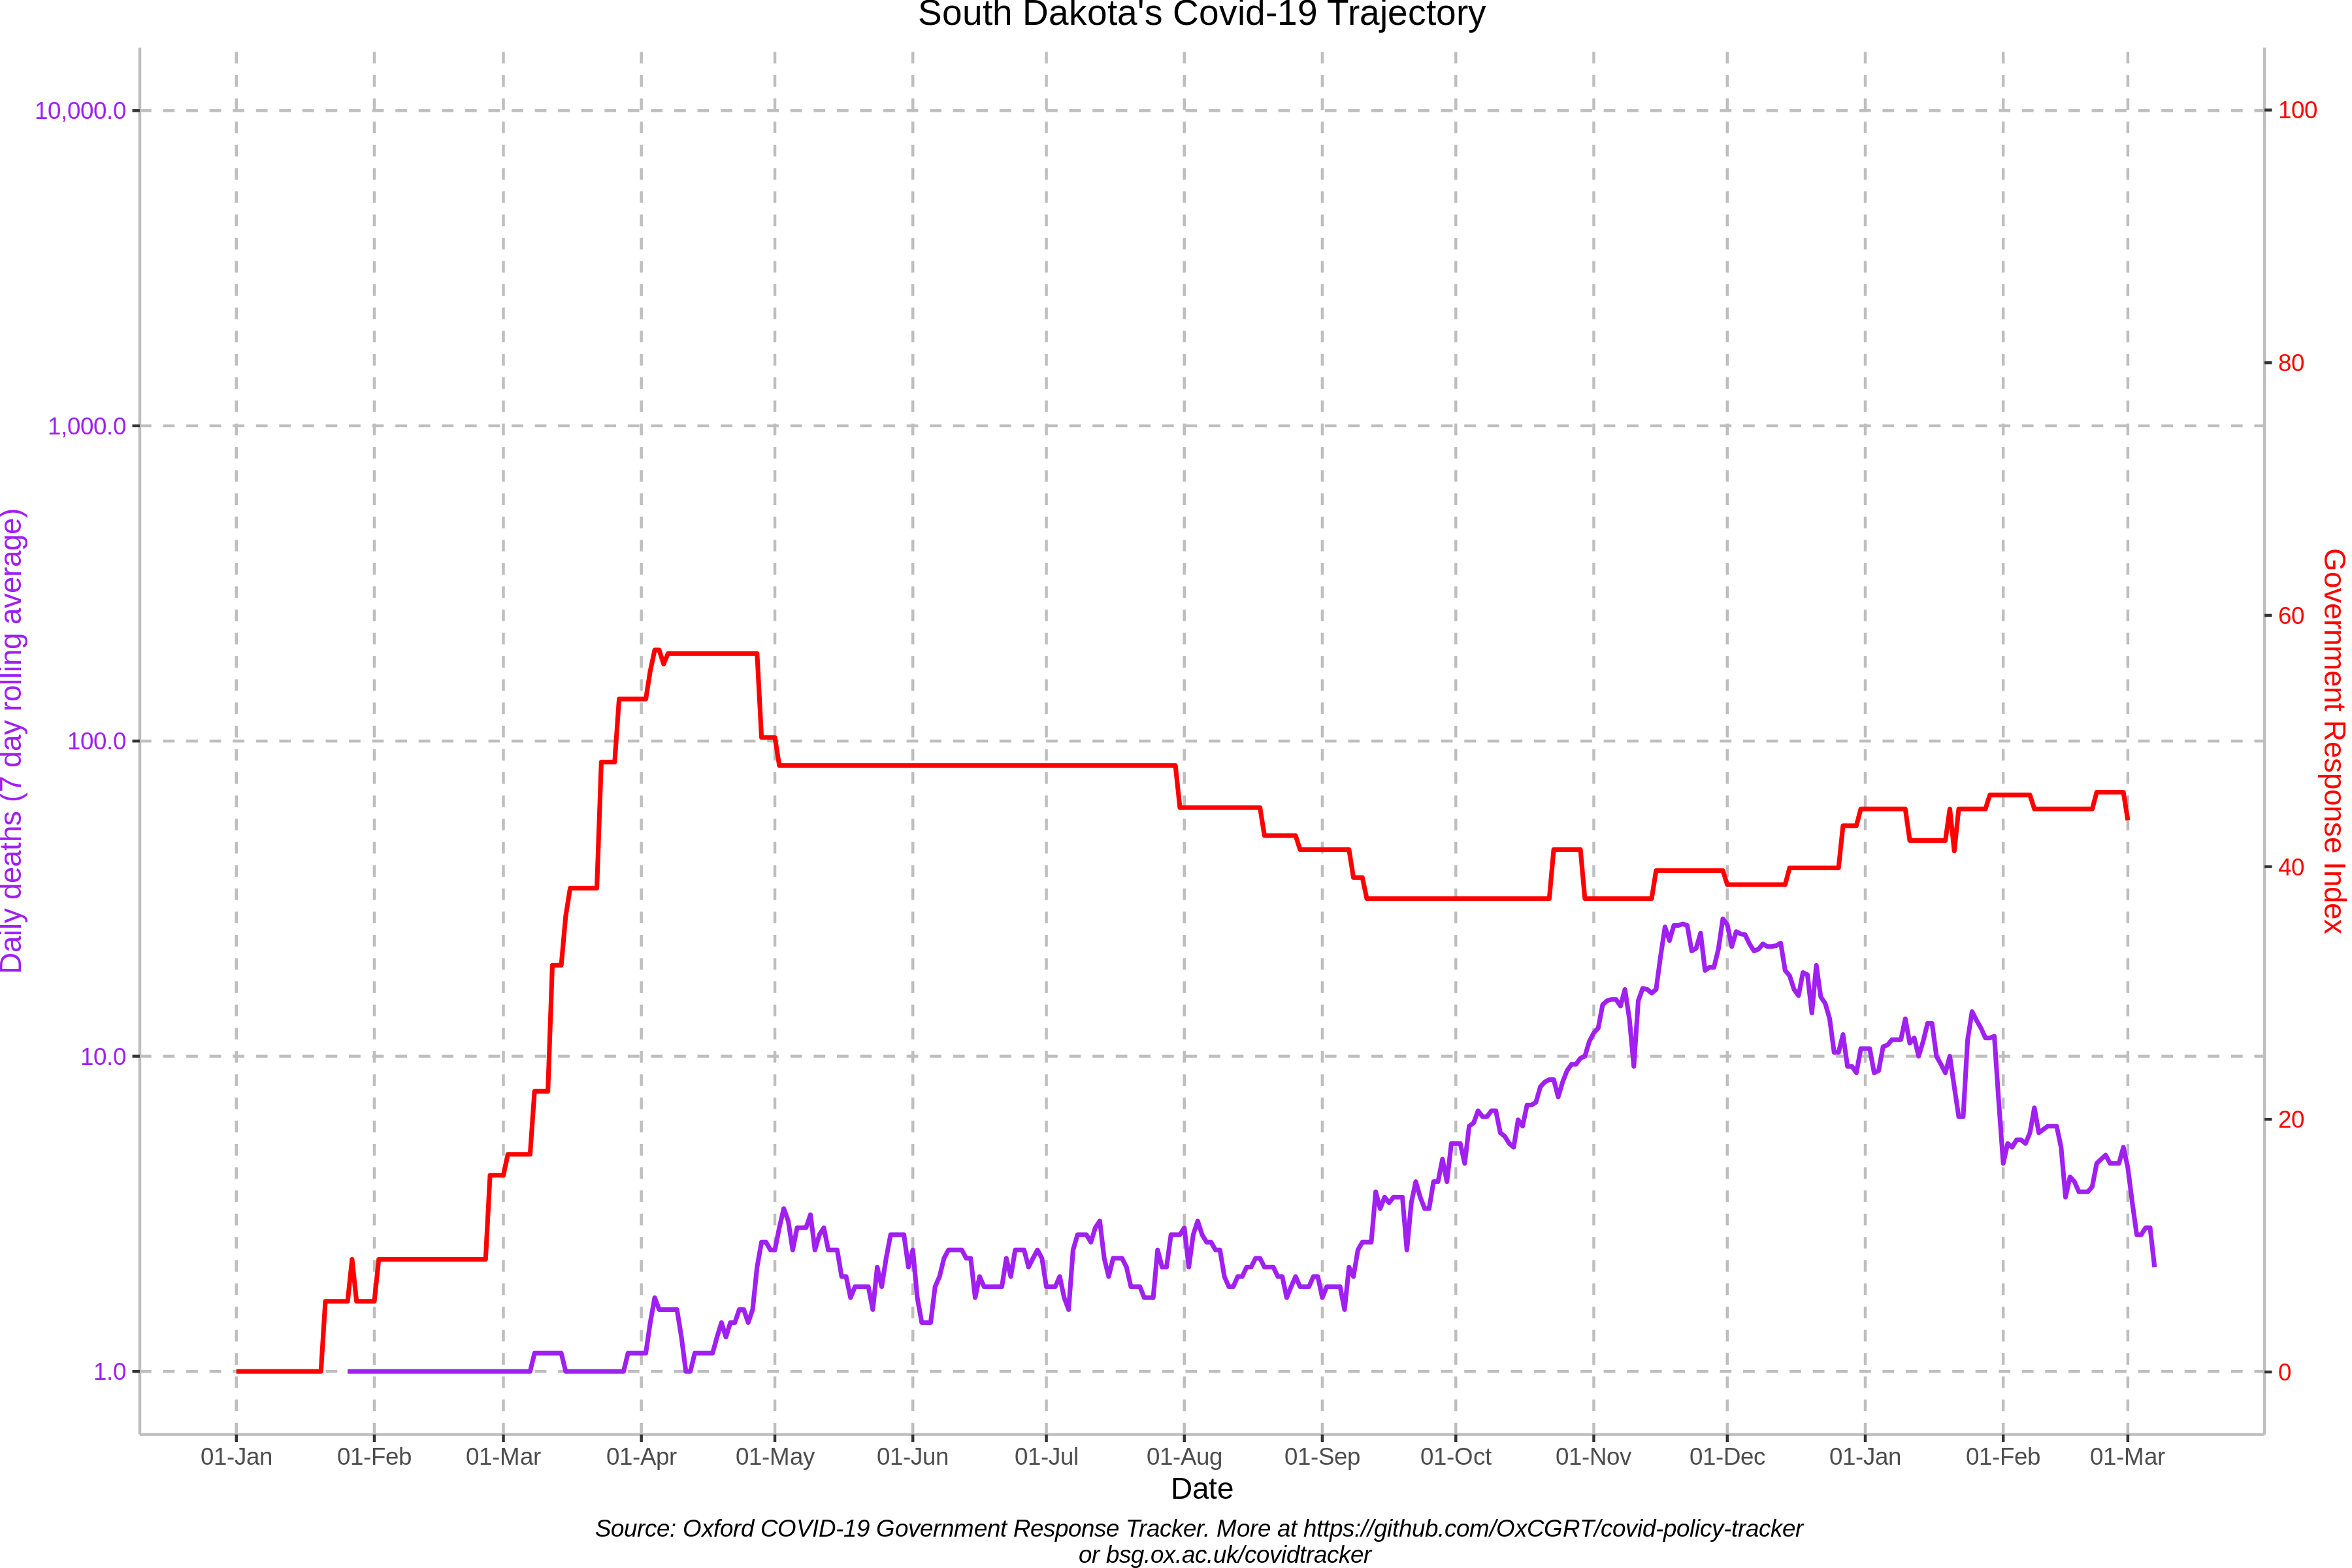 South Dakota's Covid-19 Trajectory
10,000.0
1,000.0
100.0
10.0
1.0
Daily deaths (7 day rolling average)
100
80
60
40
20
0
Government Response Index
01-Jan 01-Feb 01-Mar 01-Apr 01-May 01-Jun 01-Jul 01-Aug 01-Sep 01-Oct 01-Nov 01-Dec 01-Jan 01-Feb 01-Mar
Date
Source: Oxford COVID-19 Government Response Tracker. More at https://github.com/OxCGRT/covid-policy-tracker
or bsg.ox.ac.uk/covidtracker